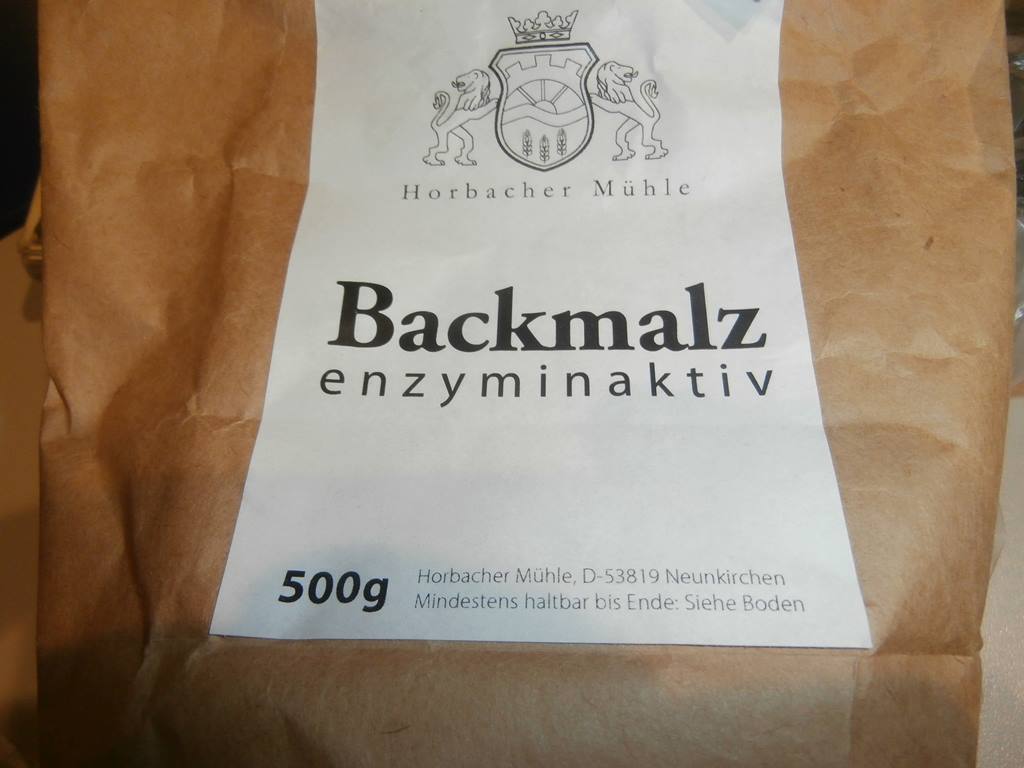 Horbacher Mühle
Backmalz
enzyminaktiv
500g
Horbacher Mühle, D-53819 Neunkirchen
Mindestens haltbar bis Ende: Siehe Boden